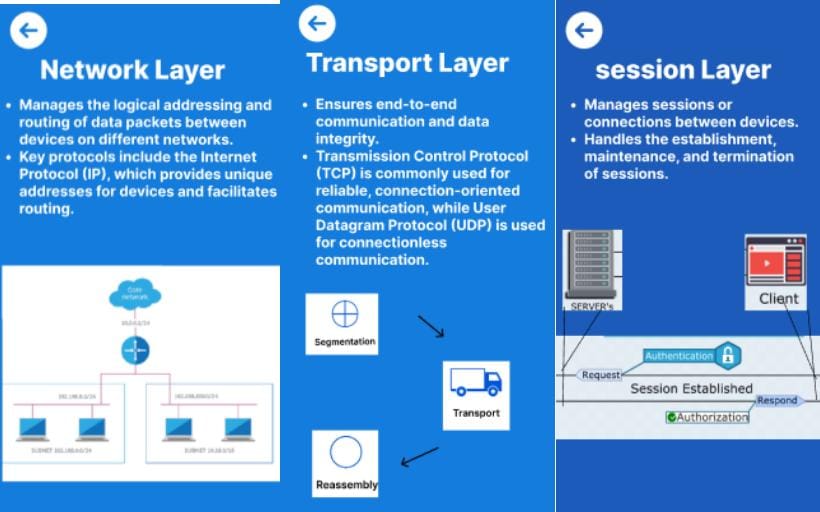 Network Layer
• Manages the logical addressing and
routing of data packets between
devices on different networks.
• Key protocols include the Internet
Protocol (IP), which provides unique
addresses for devices and facilitates
routing.
Core
network
SUBNET
SUBNET
Transport Layer
• Ensures end-to-end
communication and data
integrity.
• Transmission Control Protocol
(TCP) is commonly used for
reliable, connection-oriented
communication, while User
Datagram Protocol (UDP) is used
for connectionless
communication.
Segmentation
Transport
Reassembly
session Layer
• Manages sessions or
connections between devices.
• Handles the establishment,
maintenance, and termination
of sessions.
SERVER's
Client
Authentication
Request
Session Established
Respond
Authorization